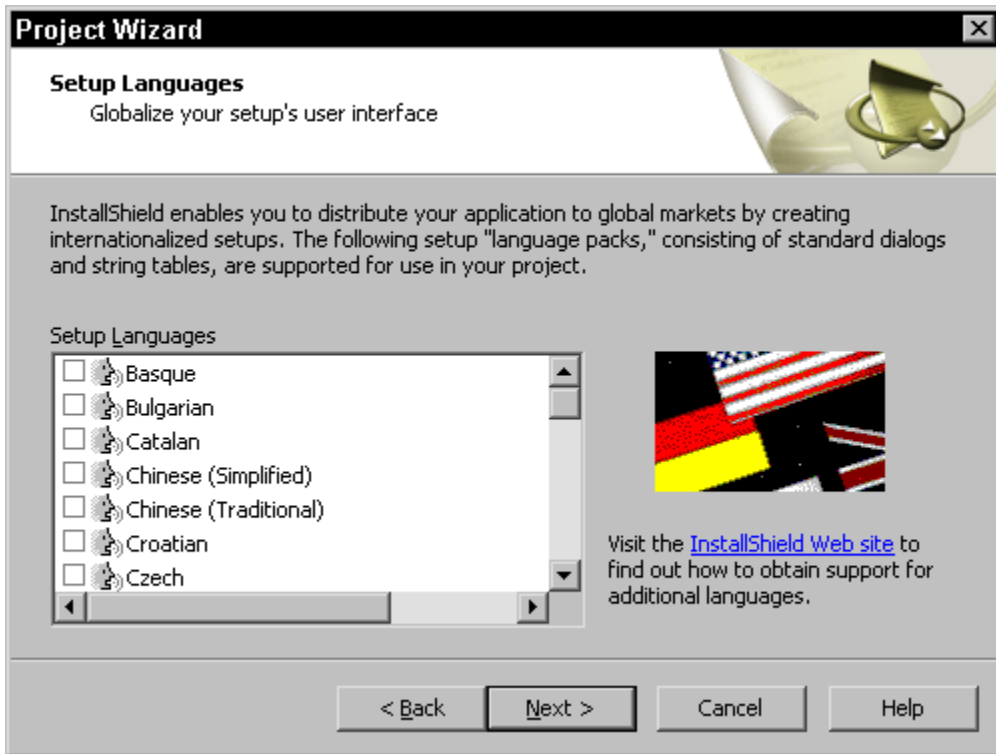 Project Wizard
Setup Languages
Globalize your setup's user interface
InstallShield enables you to distribute your application to global markets by creating
internationalized setups. The following setup "language packs," consisting of standard dialogs
and string tables, are supported for use in your project.
Setup Languages
Basque
Bulgarian
Catalan
Chinese (Simplified)
Chinese (Traditional)
Croatian
Czech
Visit the InstallShield Web site to
find out how to obtain support for
additional languages.
< Back
Next >
Cancel
Help